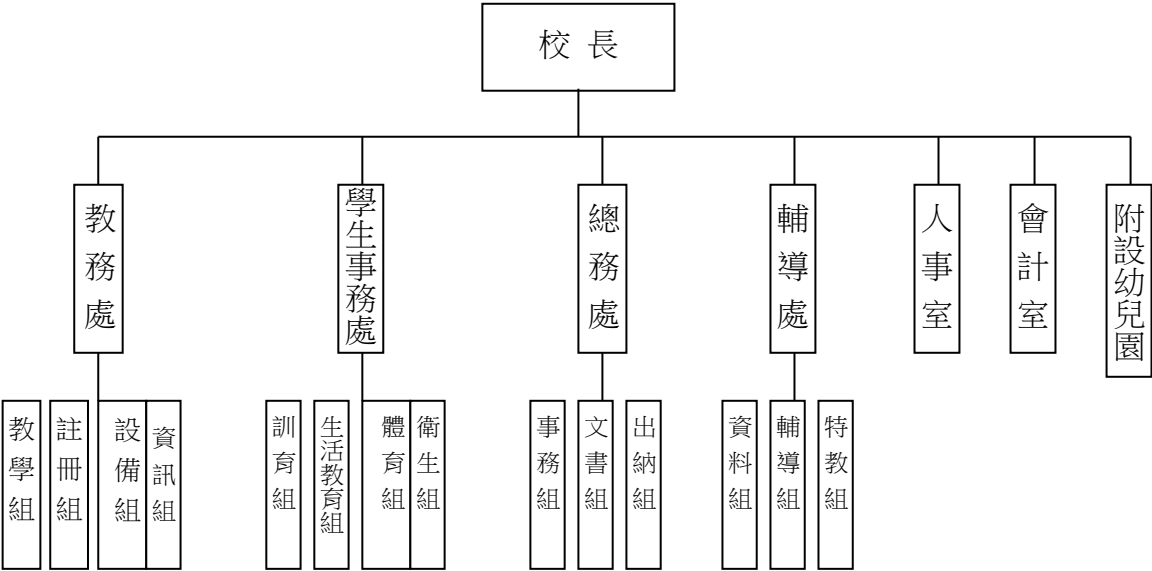 校 長
教務處
學生事務處
總務處
輔導處
人事室
會計室
附設幼兒園
教學組
註冊組
設備組
資訊組
訓育組
生活教育組
體育組
衛生組
事務組
文書組
出納組
資料組
輔導組
特教組